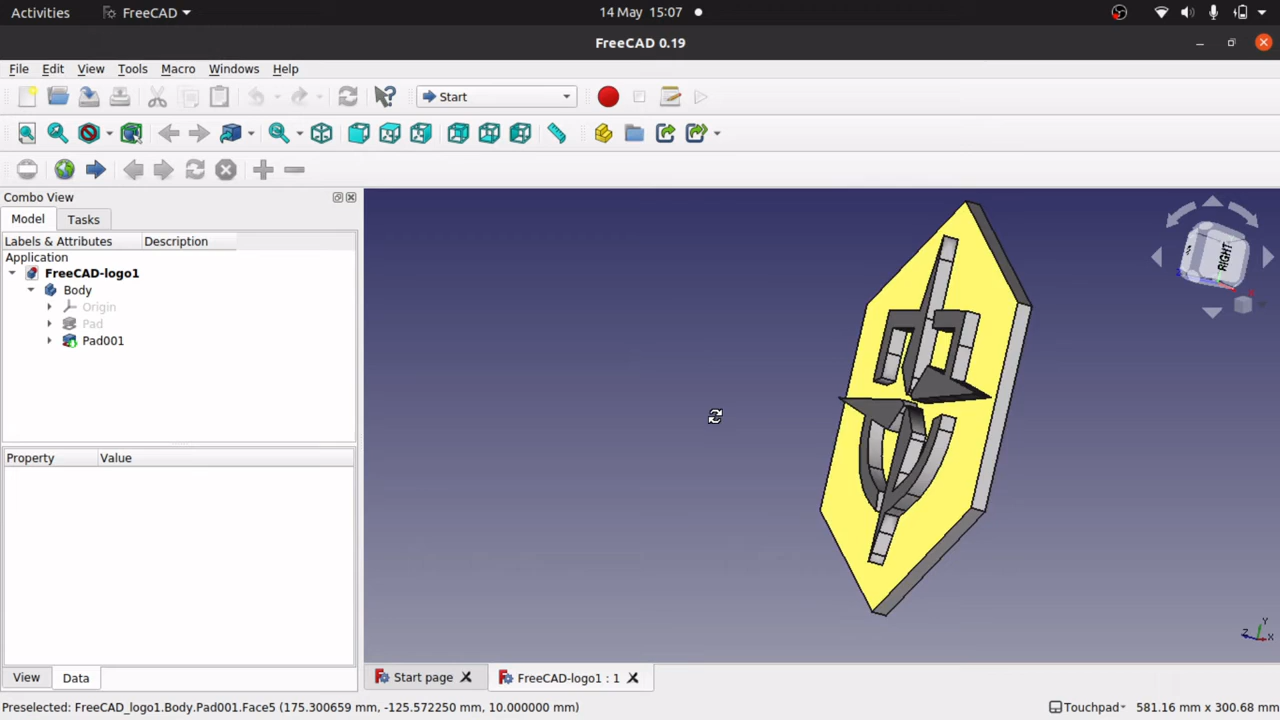 Activities FreeCAD 14 May 15:07
FreeCAD 0.19
File Edit View Tools Macro Windows Help
Start
Combo View
Model Tasks
Labels & Attributes Description
Application
FreeCAD-logo1
Body
Origin
Pad
Pad001
Property Value
View Data
Start page FreeCAD-logo1 : 1
RIGHT
Y
Z X
Preselected: FreeCAD_logo1.Body.Pad001.Face5 (175.300659 mm, -125.572250 mm, 10.000000 mm) Touchpad 581.16 mm x 300.68 mm